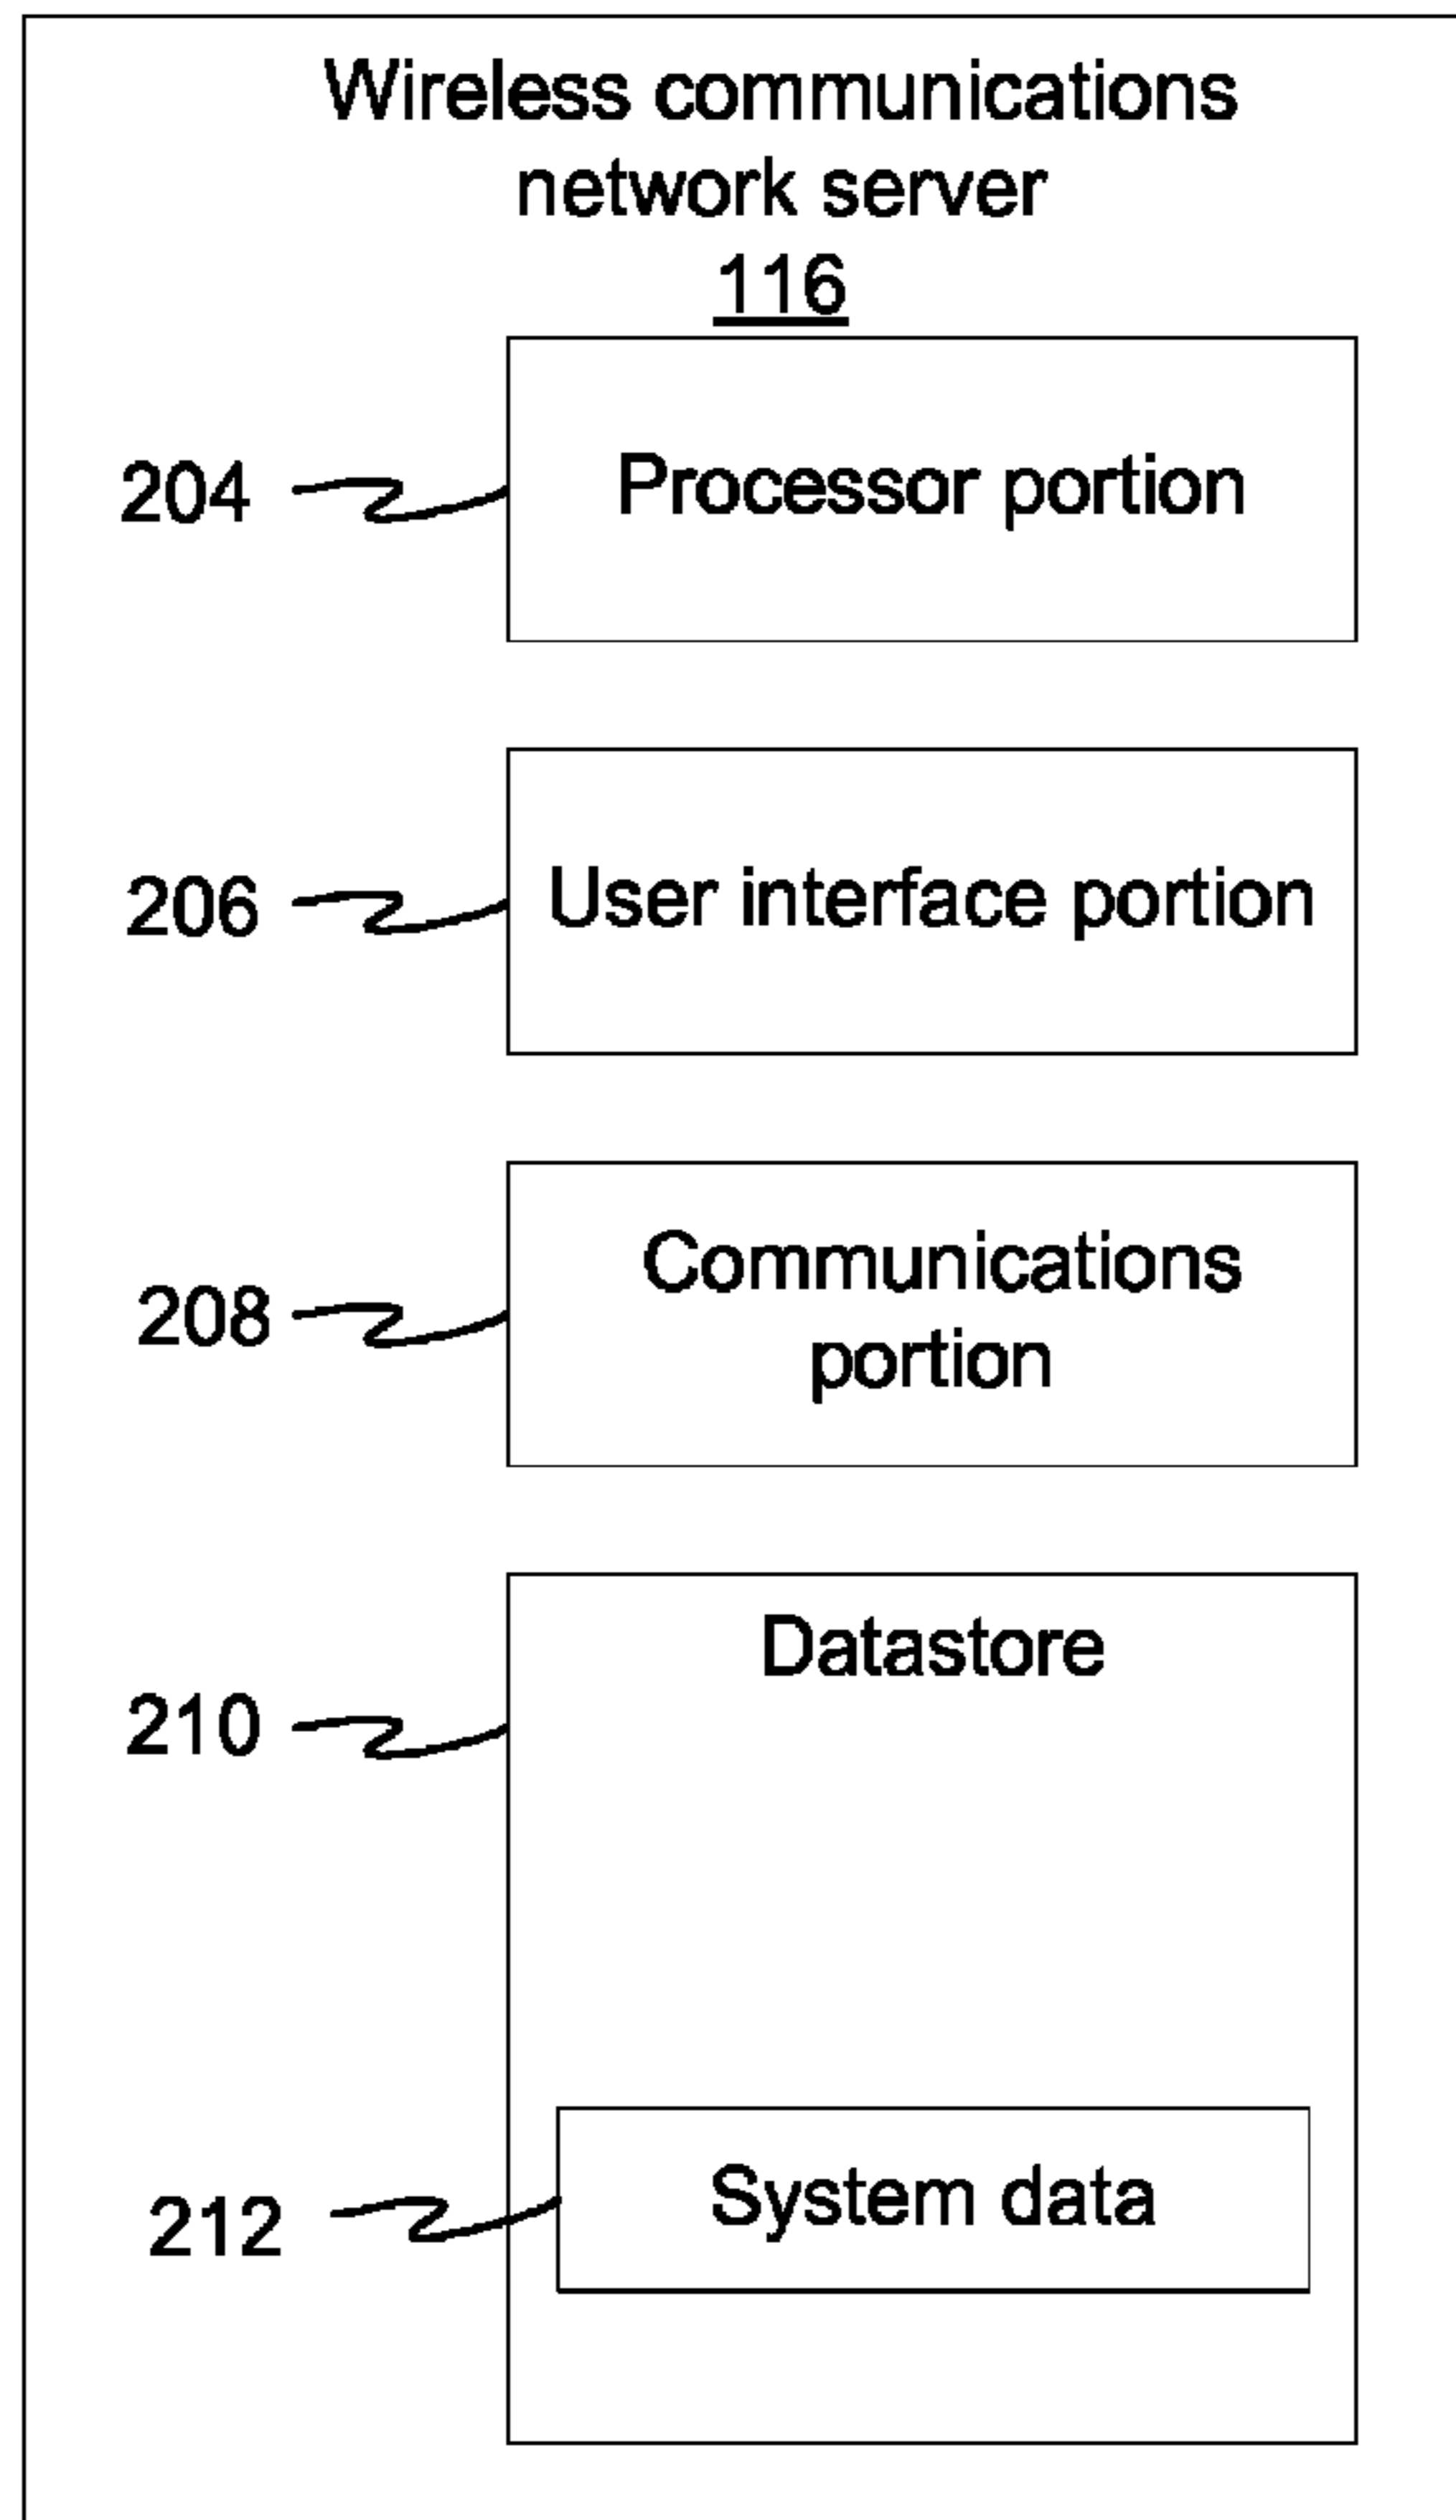 Wireless communications
network server
116
204
Processor portion
206
User interface portion
208
Communications
portion
Datastore
210
212
System data